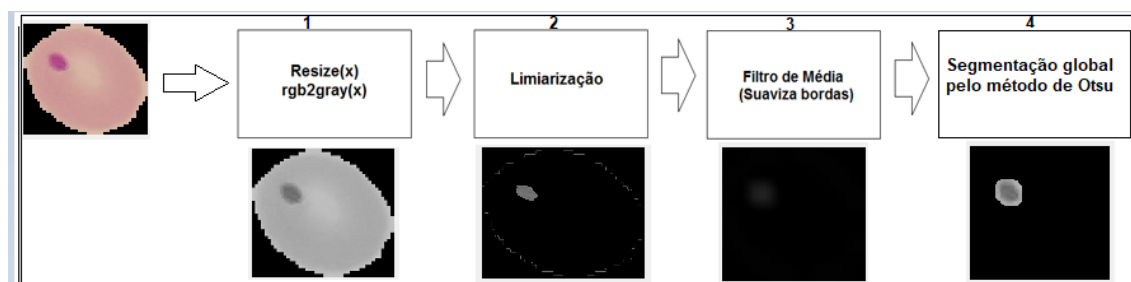 1
Resize(x)
rgb2gray(x)
2
Limiarização
3
Filtro de Média
(Suaviza bordas)
4
Segmentação global
pelo método de Otsu